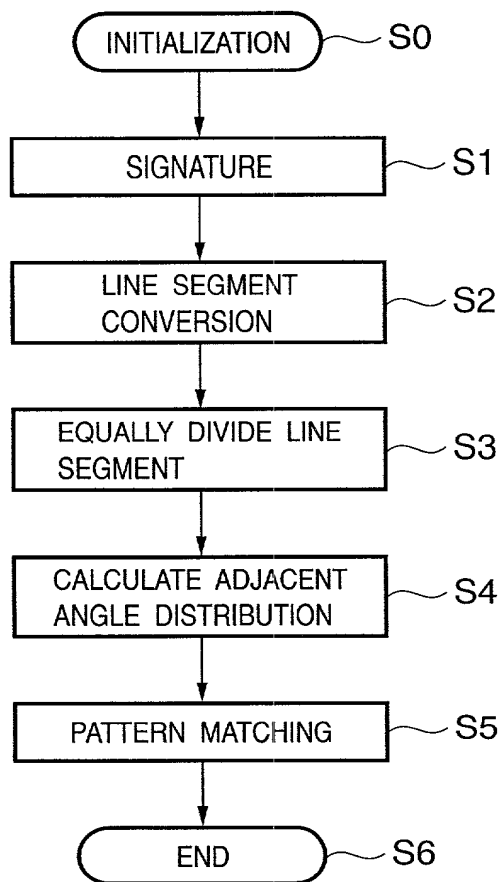 INITIALIZATION S0
SIGNATURE S1
LINE SEGMENT
CONVERSION S2
EQUALLY DIVIDE LINE
SEGMENT S3
CALCULATE ADJACENT
ANGLE DISTRIBUTION S4
PATTERN MATCHING S5
END S6